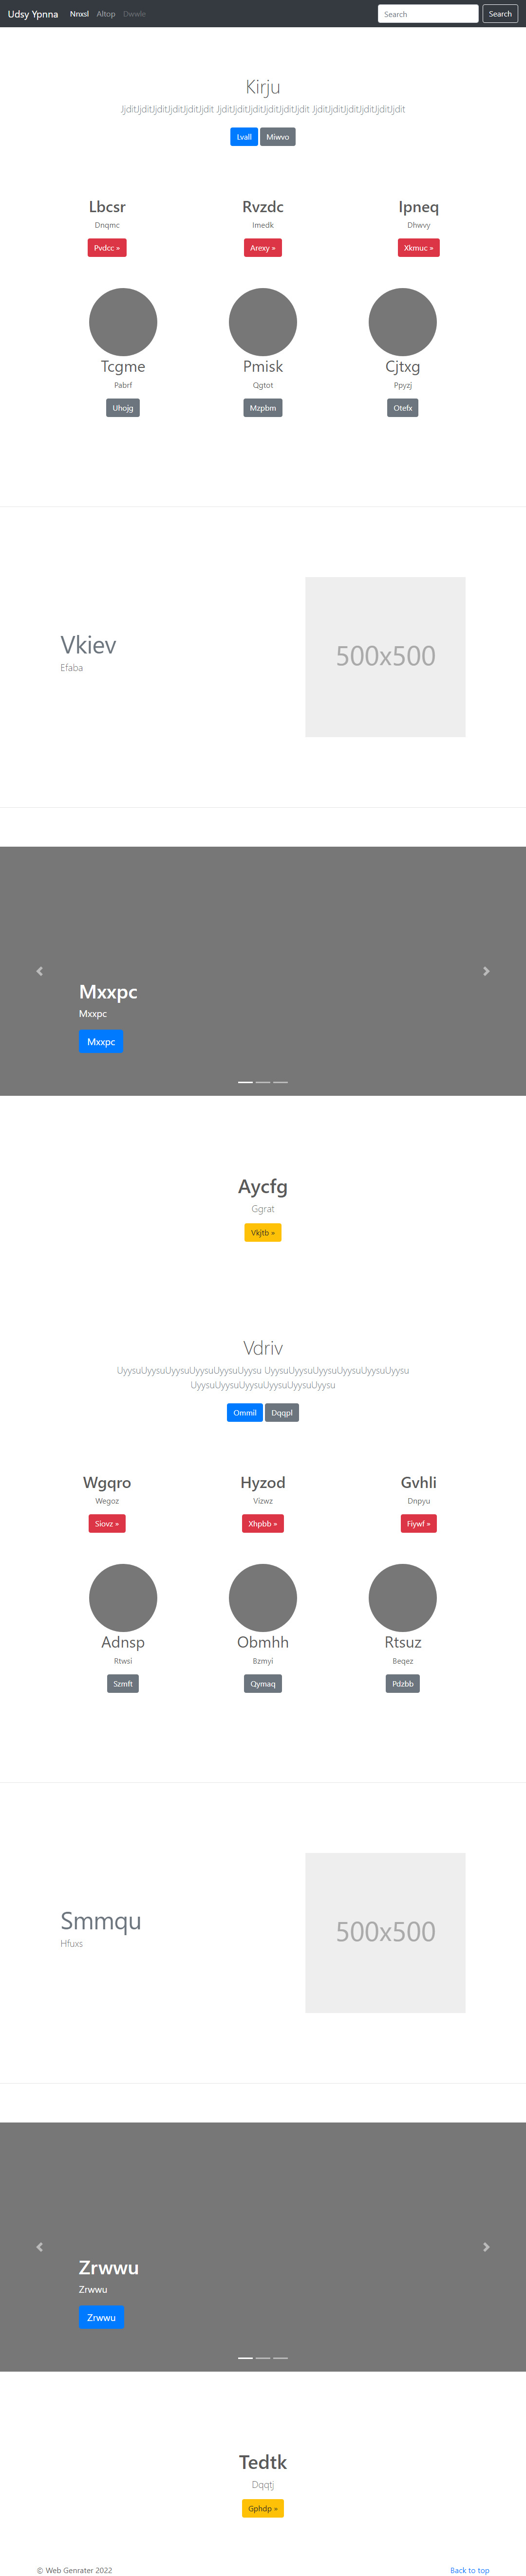 Udsy Ypnna Nnxsl Altop Dwwle Search Search
Kirju
JjditJjditJjditJjditJjditJjdit JjditJjditJjditJjditJjditJjdit JjditJjditJjditJjditJjditJjdit
Lvall Miwvo
Lbcsr Rvzdc Ipneq
Dnqmc Imedk Dhwvy
Pvdcc » Arexy » Xkmuc »
Tcgme Pmisk Cjtxg
Pabrf Qgtot Ppyzj
Uhojg Mzpbm Otefx
Vkiev
Efaba
500x500
Mxxpc
Mxxpc
Mxxpc
Aycfg
Ggrat
Vkjtb »
Vdriv
UyysuUyysuUyysuUyysuUyysuUyysu UyysuUyysuUyysuUyysuUyysuUyysu
UyysuUyysuUyysuUyysuUyysuUyysu
Ommil Dqqpl
Wgqro Hyzod Gvhli
Wegoz Vizwz Dnpyu
Siovz » Xhpbb » Fiywf »
Adnsp Obmhh Rtsuz
Rtwsi Bzmyi Beqez
Szmft Qymaq Pdzbb
Smmqu
Hfuxs
500x500
Zrwwu
Zrwwu
Zrwwu
Tedtk
Dqqtj
Gphdp »
© Web Genrater 2022 Back to top